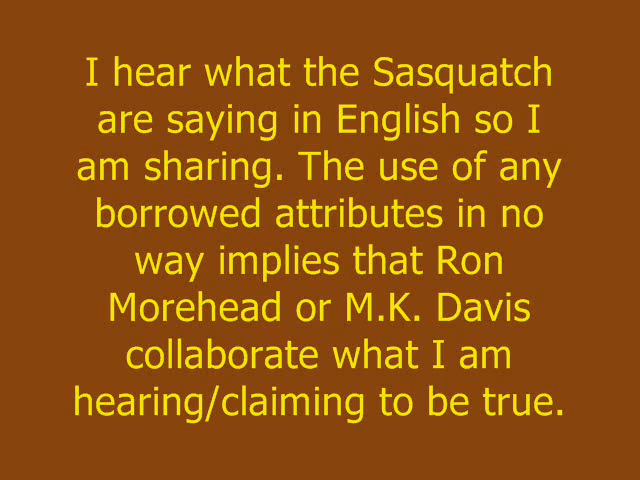 I hear what the Sasquatch
are saying in English so I
am sharing. The use of any
borrowed attributes in no
way implies that Ron
Morehead or M.K. Davis
collaborate what I am
hearing/claiming to be true.